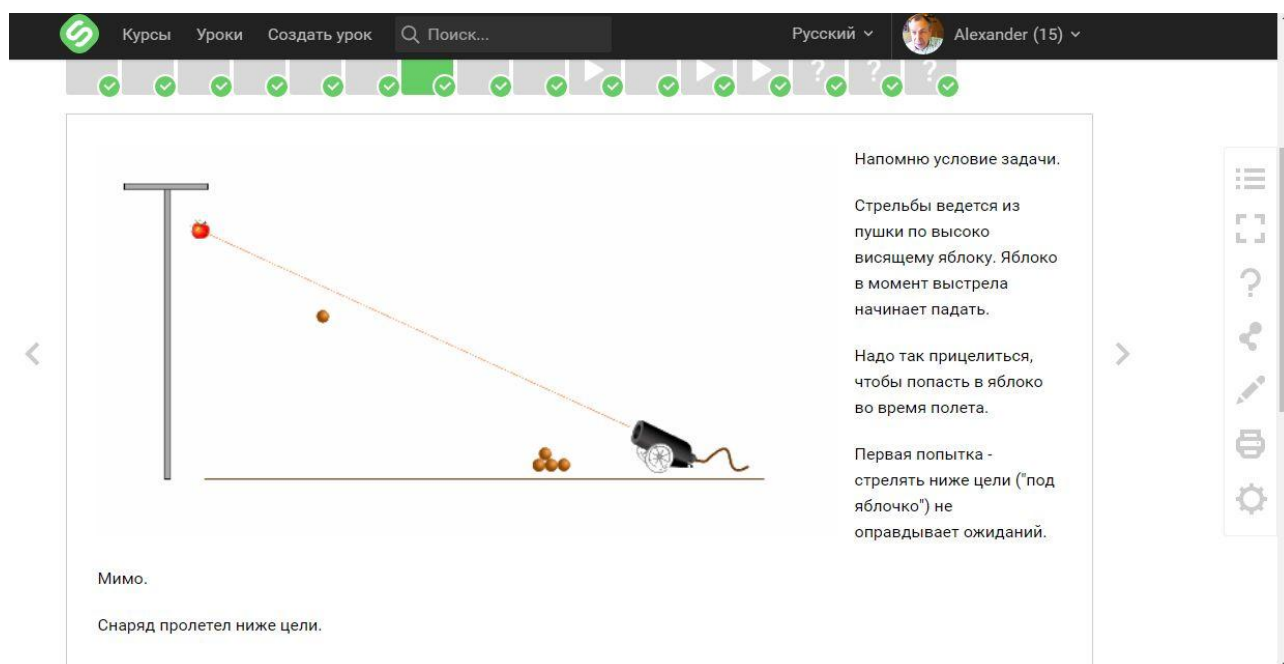 Курсы Уроки Создать урок Поиск... Русский Alexander (15)
Напомню условие задачи.
Стрельбы ведется из
пушки по высоко
висящему яблоку. Яблоко
в момент выстрела
начинает падать.
Надо так прицелиться,
чтобы попасть в яблоко
во время полета.
Первая попытка -
стрелять ниже цели ("под
яблочко") не
оправдывает ожиданий.
Мимо.
Снаряд пролетел ниже цели.